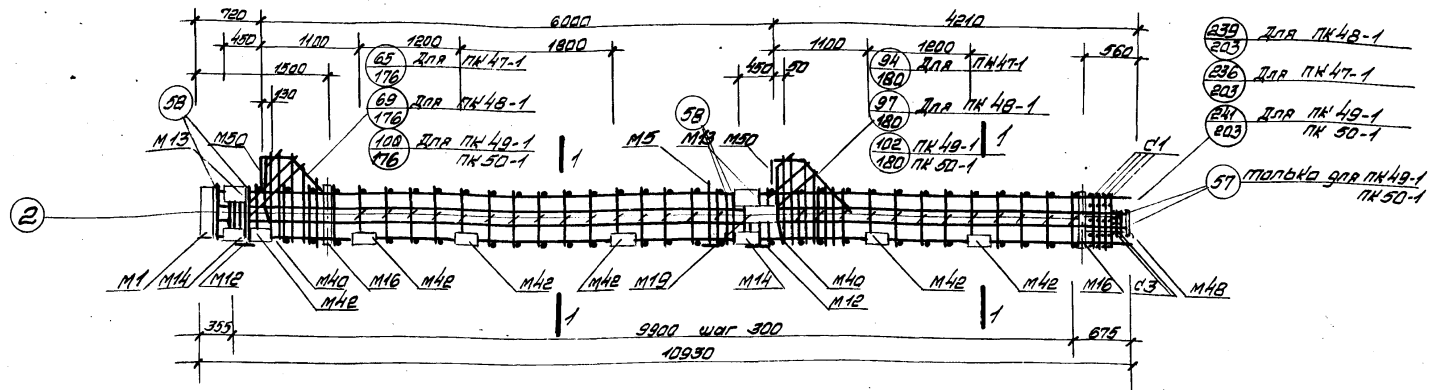 720
6000
4210
450
1100
1200
1800
1100
1200
560
1500
450
50
130
239
203
Для ПК 48-1
236
203
Для ПК 47-1
241
203
Для ПК 49-1
ПК 50-1
65
176
Для ПК 47-1
69
176
Для ПК 48-1
100
176
Для ПК 49-1
ПК 50-1
94
180
Для ПК 47-1
97
180
Для ПК 48-1
102
180
ПК 49-1
ПК 50-1
58
М13
М50
1
М5
58
М13
М50
1
С1
57
только для ПК 49-1
ПК 50-1
2
М1
М14
М12
М40
М42
М16
М42
М42
М42
М19
М14
М12
М40
М42
М42
М16
С3
М48
1
1
355
9900 шаг 300
675
10930